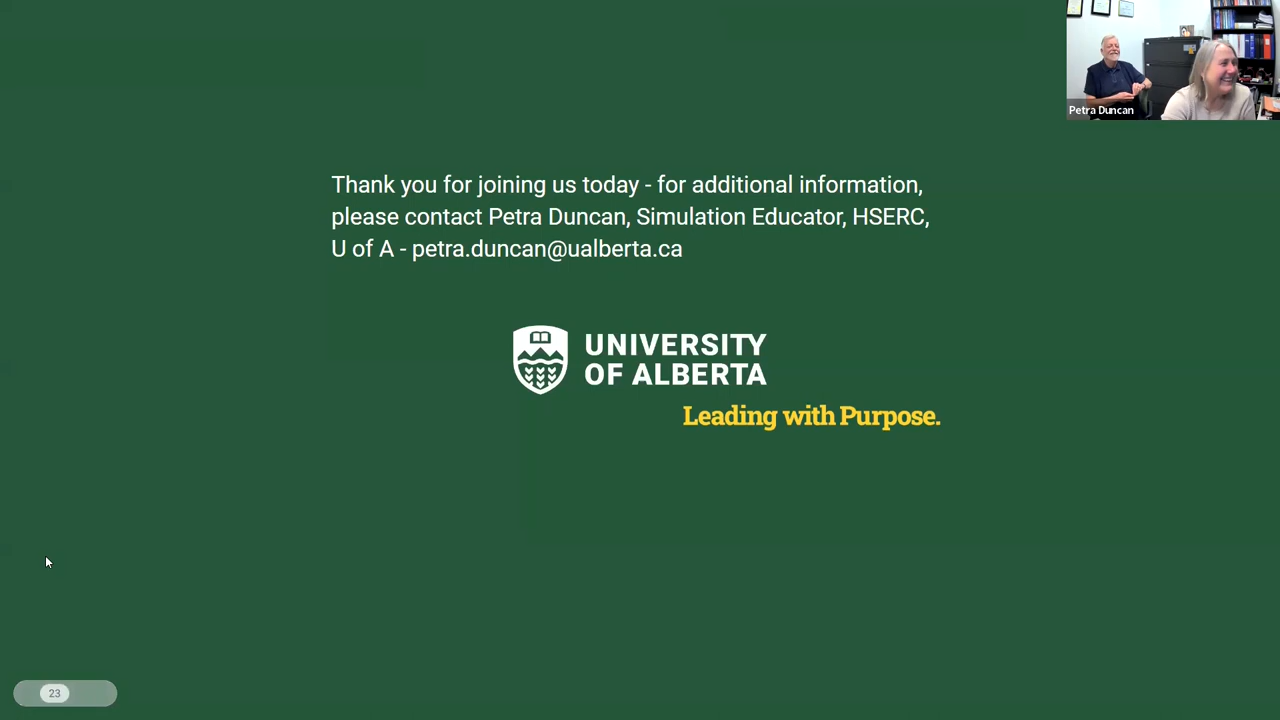 Petra Duncan
Thank you for joining us today - for additional information,
please contact Petra Duncan, Simulation Educator, HSERC,
U of A - petra.duncan@ualberta.ca
UNIVERSITY
OF ALBERTA
Leading with Purpose.
23